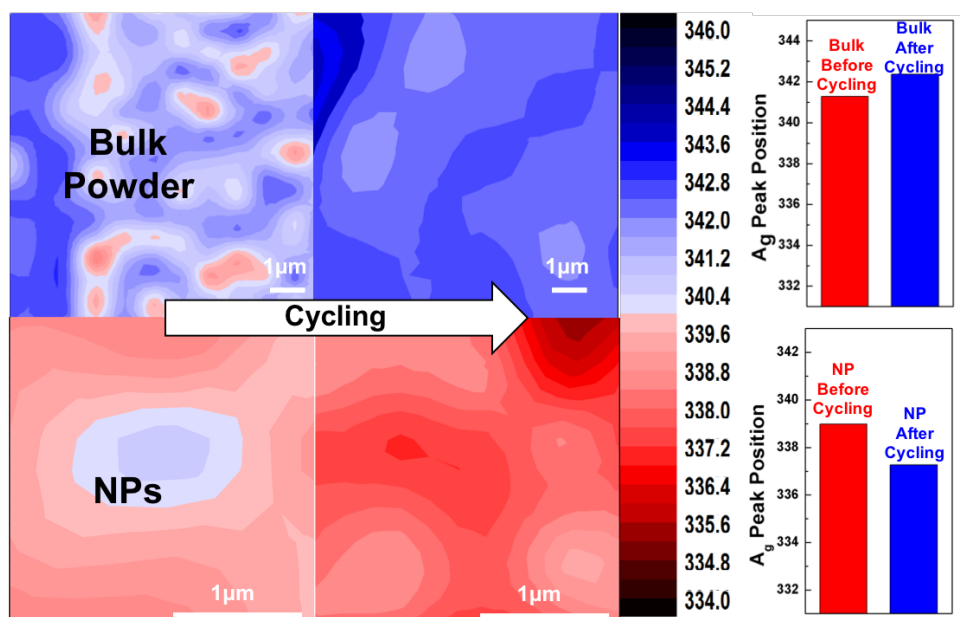 Bulk
Powder
1μm
1μm
Cycling
NPs
1μm
1μm
346.0
345.2
344.4
343.6
342.8
342.0
341.2
340.4
339.6
338.8
338.0
337.2
336.4
335.6
334.8
334.0
Ag Peak Position
344
342
340
338
336
334
332
Bulk
Before
Cycling
Bulk
After
Cycling
Ag Peak Position
342
340
338
336
334
332
NP
Before
Cycling
NP
After
Cycling